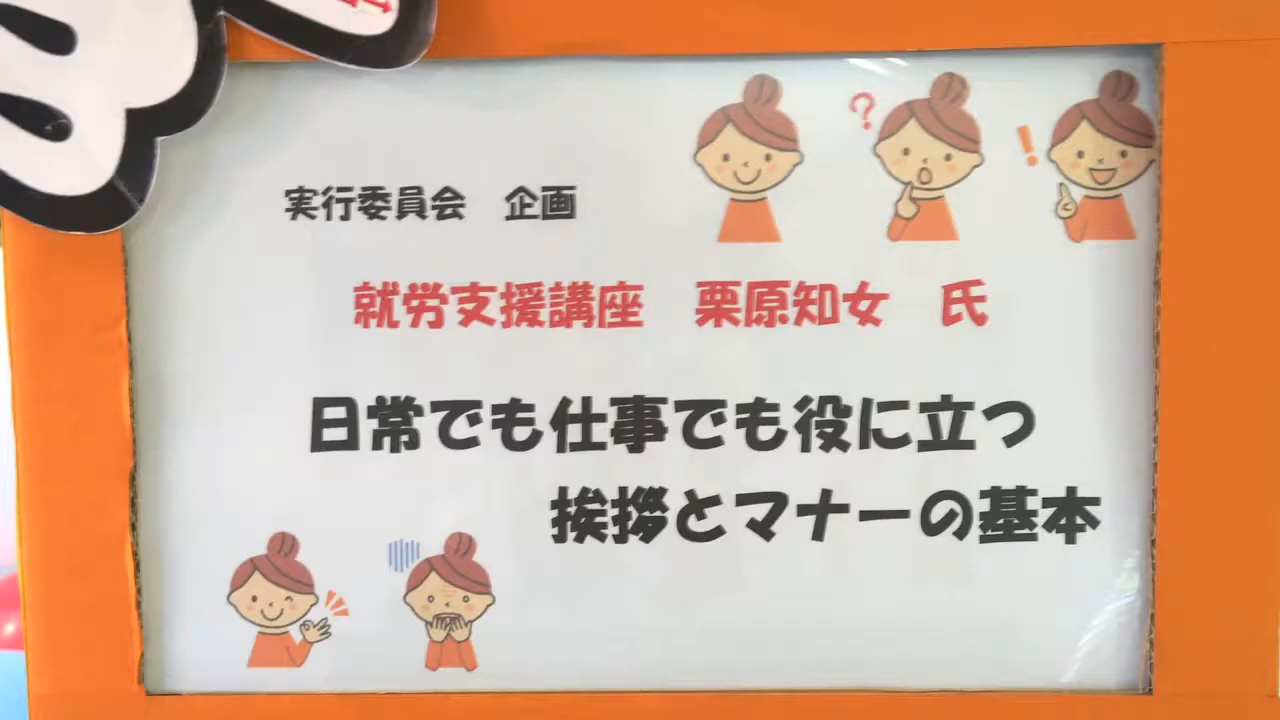 実行委員会　企画
就労支援講座　栗原知女　氏
日常でも仕事でも役に立つ
挨拶とマナーの基本